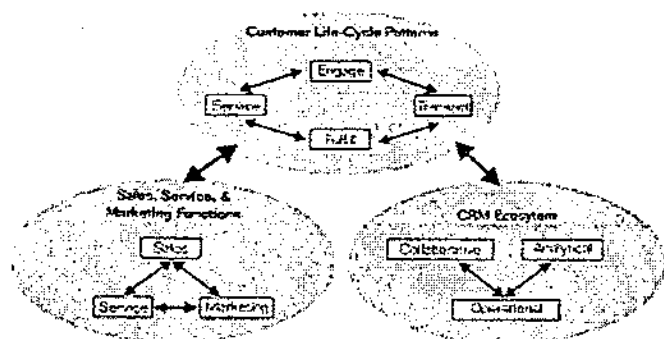 Customer Life-Cycle Patterns
Engage
Service
Transact
Fulfill
Sales, Service, &
Marketing Functions
Sales
Service
Marketing
CRM Ecosystem
Collaborative
Analytical
Operational